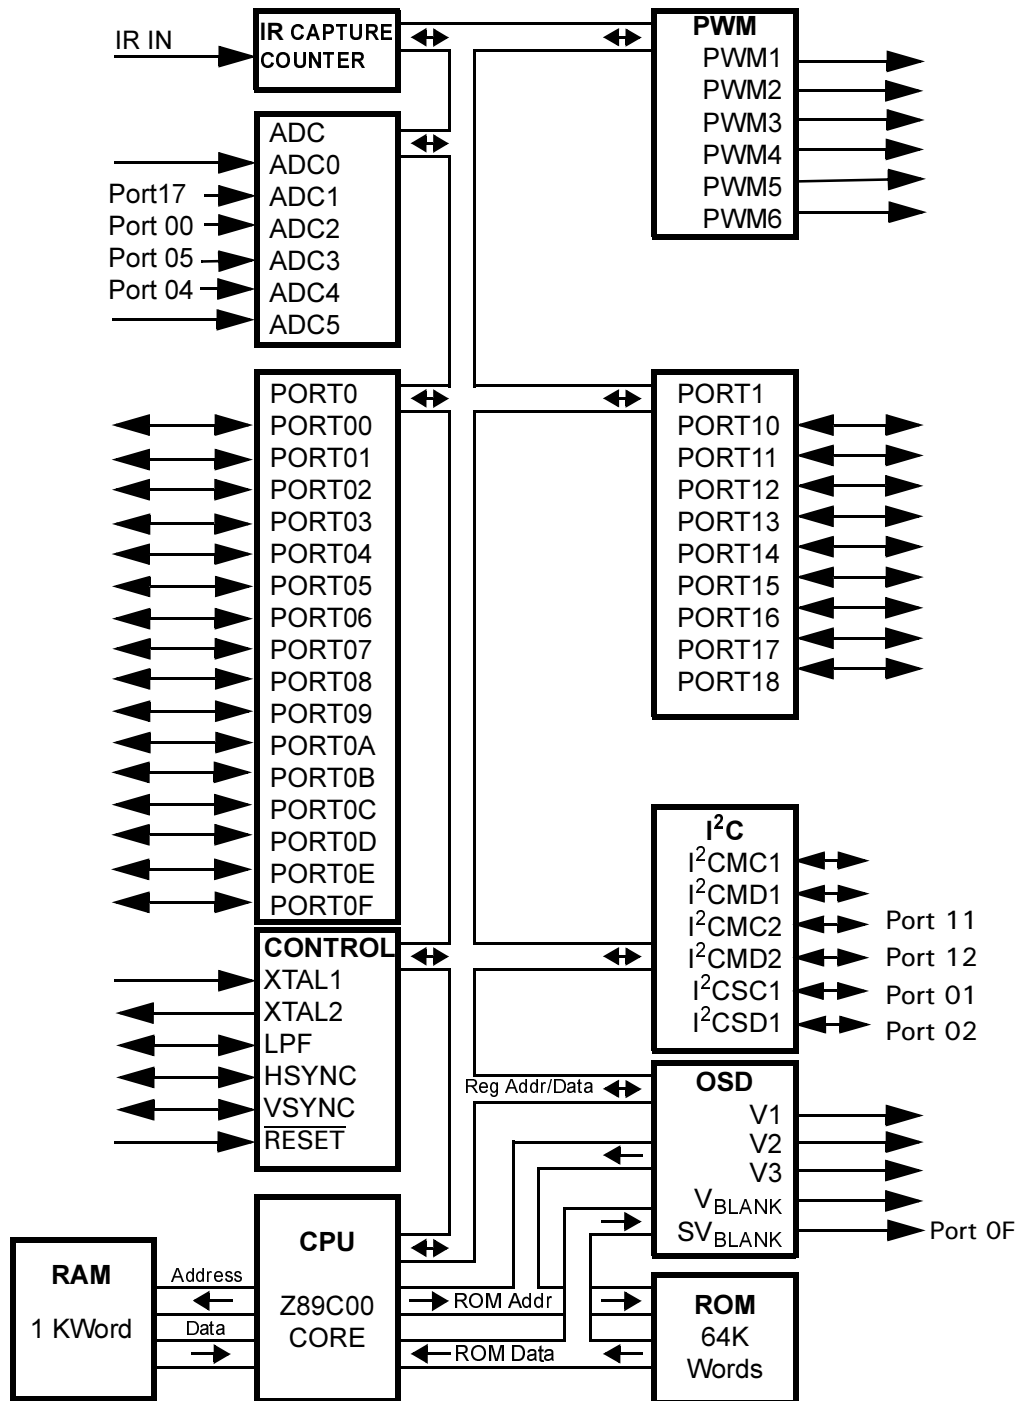 IR IN
IR CAPTURE
COUNTER
ADC
ADC0
Port17 ADC1
Port 00 ADC2
Port 05 ADC3
Port 04 ADC4
ADC5
PORT0
PORT00
PORT01
PORT02
PORT03
PORT04
PORT05
PORT06
PORT07
PORT08
PORT09
PORT0A
PORT0B
PORT0C
PORT0D
PORT0E
PORT0F
CONTROL
XTAL1
XTAL2
LPF
HSYNC
VSYNC
RESET
PWM
PWM1
PWM2
PWM3
PWM4
PWM5
PWM6
PORT1
PORT10
PORT11
PORT12
PORT13
PORT14
PORT15
PORT16
PORT17
PORT18
I²C
I²CMC1
I²CMD1
I²CMC2 Port 11
I²CMD2 Port 12
I²CSC1 Port 01
I²CSD1 Port 02
Reg Addr/Data
OSD
V1
V2
V3
VBLANK
SVBLANK Port 0F
RAM
1 KWord
Address
Data
CPU
Z89C00
CORE
ROM Addr
ROM Data
ROM
64K
Words